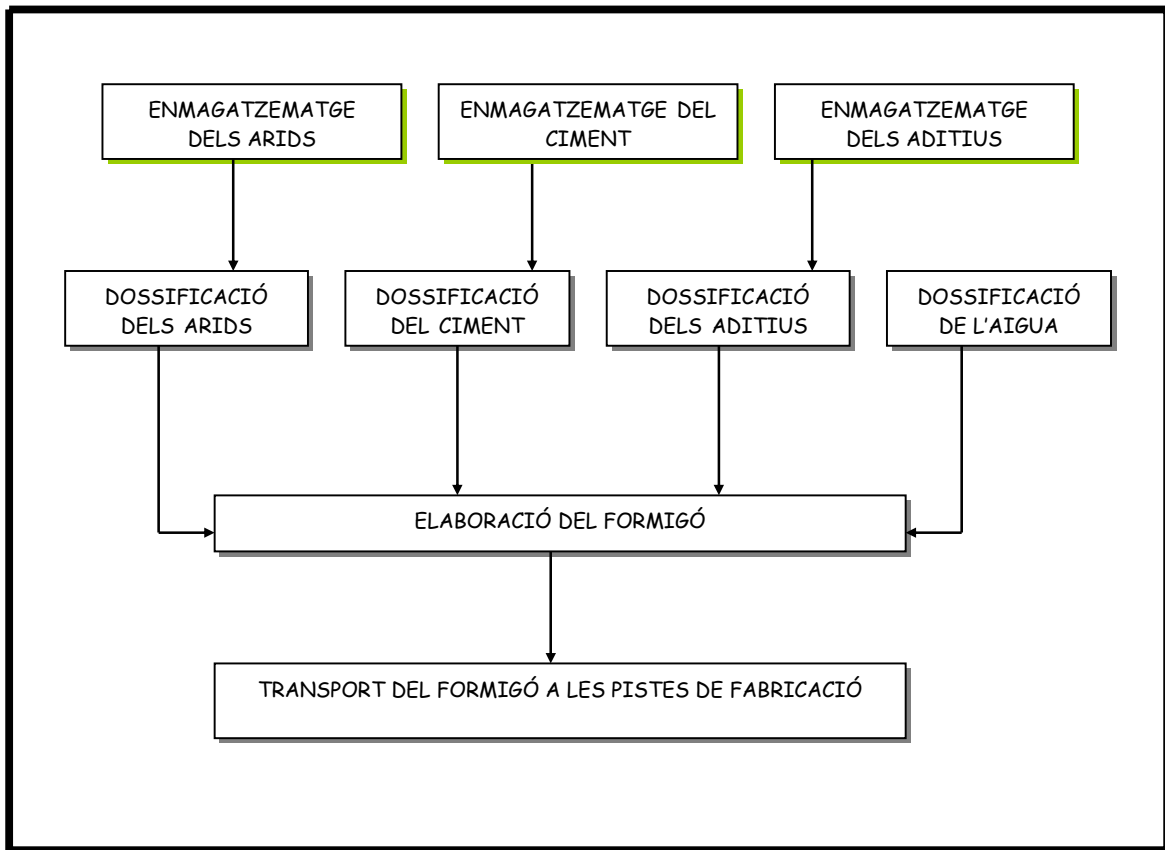 ENMAGATZEMATGE
DELS ARIDS
ENMAGATZEMATGE DEL
CIMENT
ENMAGATZEMATGE
DELS ADITIUS
DOSSIFICACIÓ
DELS ARIDS
DOSSIFICACIÓ
DEL CIMENT
DOSSIFICACIÓ
DELS ADITIUS
DOSSIFICACIÓ
DE L’AIGUA
ELABORACIÓ DEL FORMIGÓ
TRANSPORT DEL FORMIGÓ A LES PISTES DE FABRICACIÓ